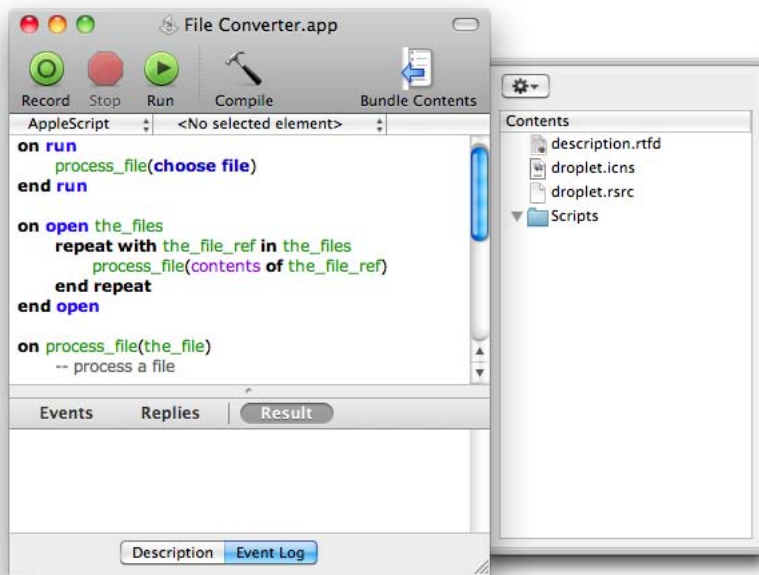 File Converter.app
Record Stop Run Compile Bundle Contents
AppleScript <No selected element>
on run
process_file(choose file)
end run
on open the_files
repeat with the_file_ref in the_files
process_file(contents of the_file_ref)
end repeat
end open
on process_file(the_file)
-- process a file
Events Replies Result
Description Event Log
Contents
description.rtfd
droplet.icns
droplet.rsrc
Scripts